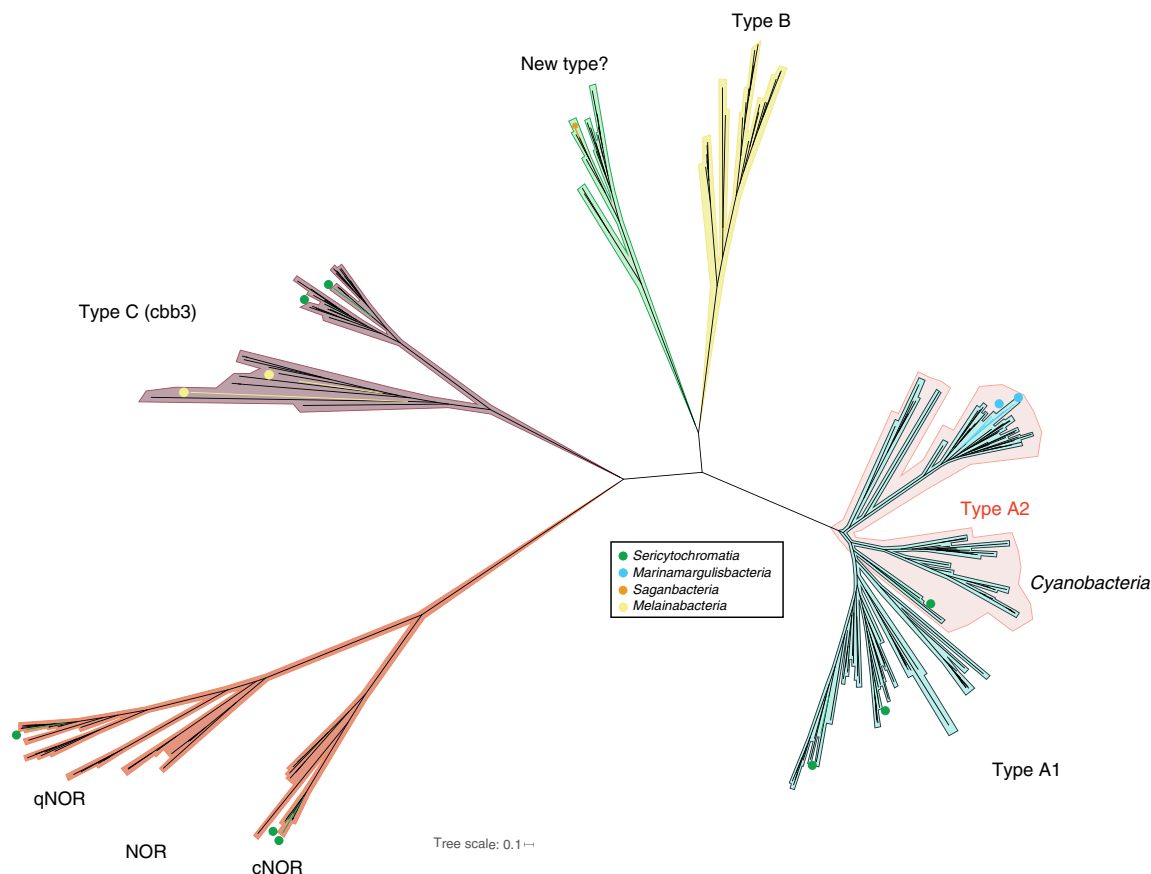 Type B
New type?
Type C (cbb3)
Type A2
Sericytochromatia
Marinamargulisbacteria
Saganbacteria
Melainabacteria
Cyanobacteria
Type A1
qNOR
NOR
cNOR
Tree scale: 0.1